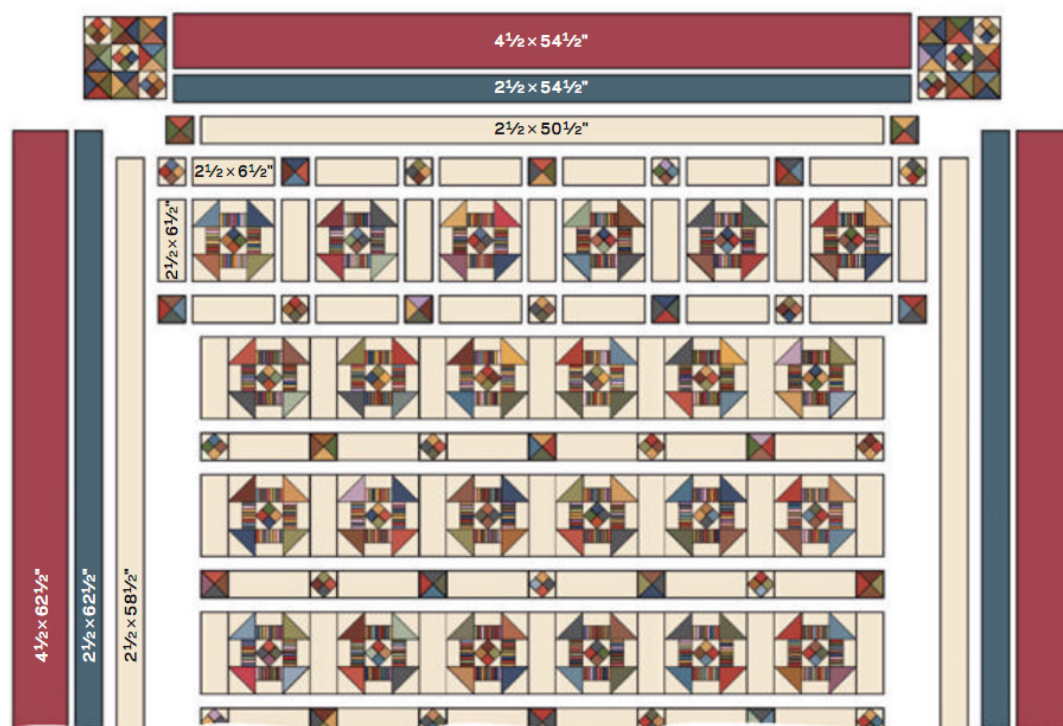 4½ × 54½"
2½ × 54½"
2½ × 50½"
2½ × 6½"
2½ × 6½"
4½ × 62½"
2½ × 62½"
2½ × 58½"